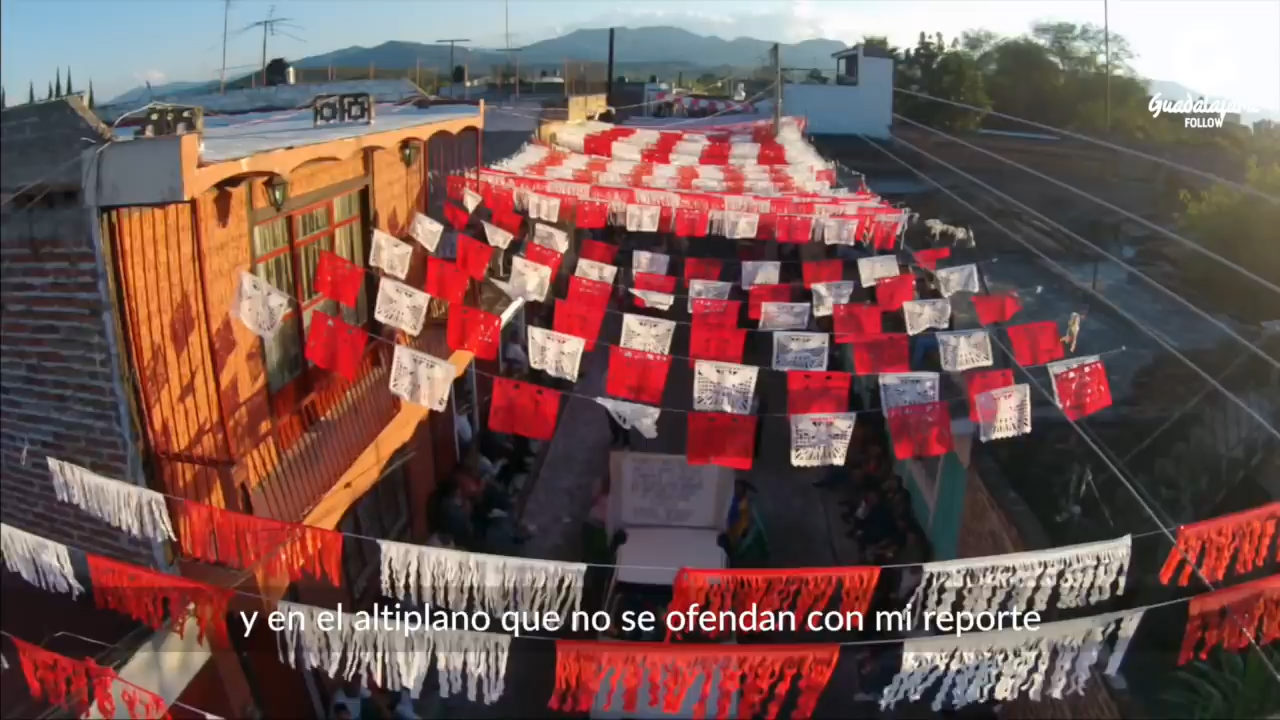 Guadalajara
FOLLOW
y en el altiplano que no se ofendan con mi reporte